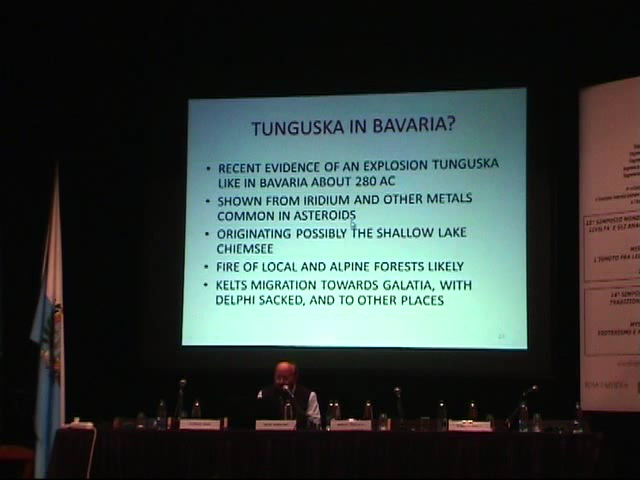 TUNGUSKA IN BAVARIA?
• RECENT EVIDENCE OF AN EXPLOSION TUNGUSKA
LIKE IN BAVARIA ABOUT 280 AC
• SHOWN FROM IRIDIUM AND OTHER METALS
COMMON IN ASTEROIDS
• ORIGINATING POSSIBLY THE SHALLOW LAKE
CHIEMSEE
• FIRE OF LOCAL AND ALPINE FORESTS LIKELY
• KELTS MIGRATION TOWARDS GALATIA, WITH
DELPHI SACKED, AND TO OTHER PLACES